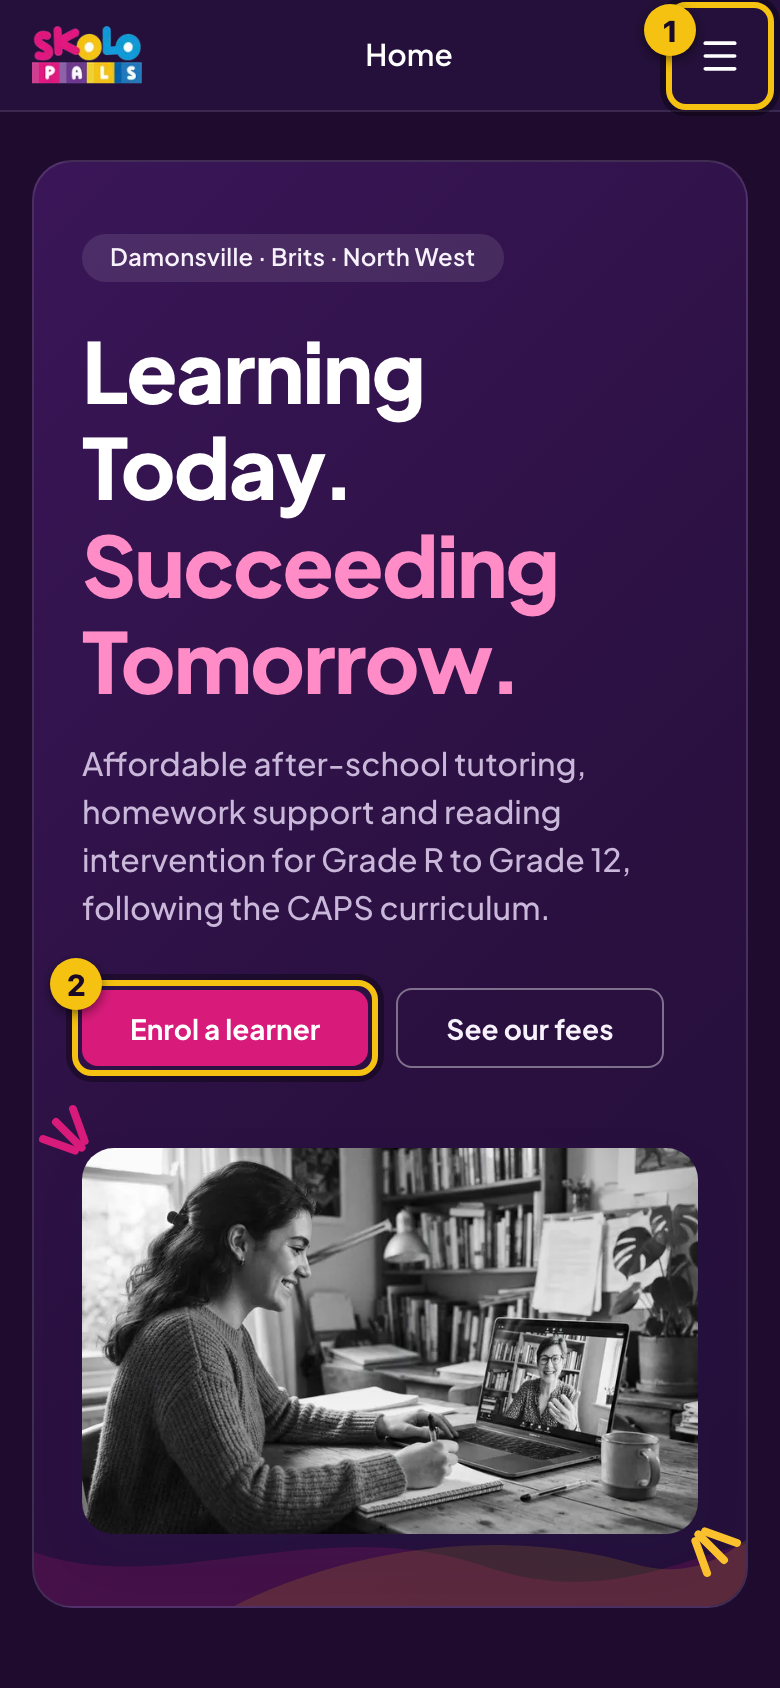 SKOLO
PALS
Home
1
Damonsville · Brits · North West
Learning
Today.
Succeeding
Tomorrow.
Affordable after-school tutoring,
homework support and reading
intervention for Grade R to Grade 12,
following the CAPS curriculum.
2
Enrol a learner
See our fees